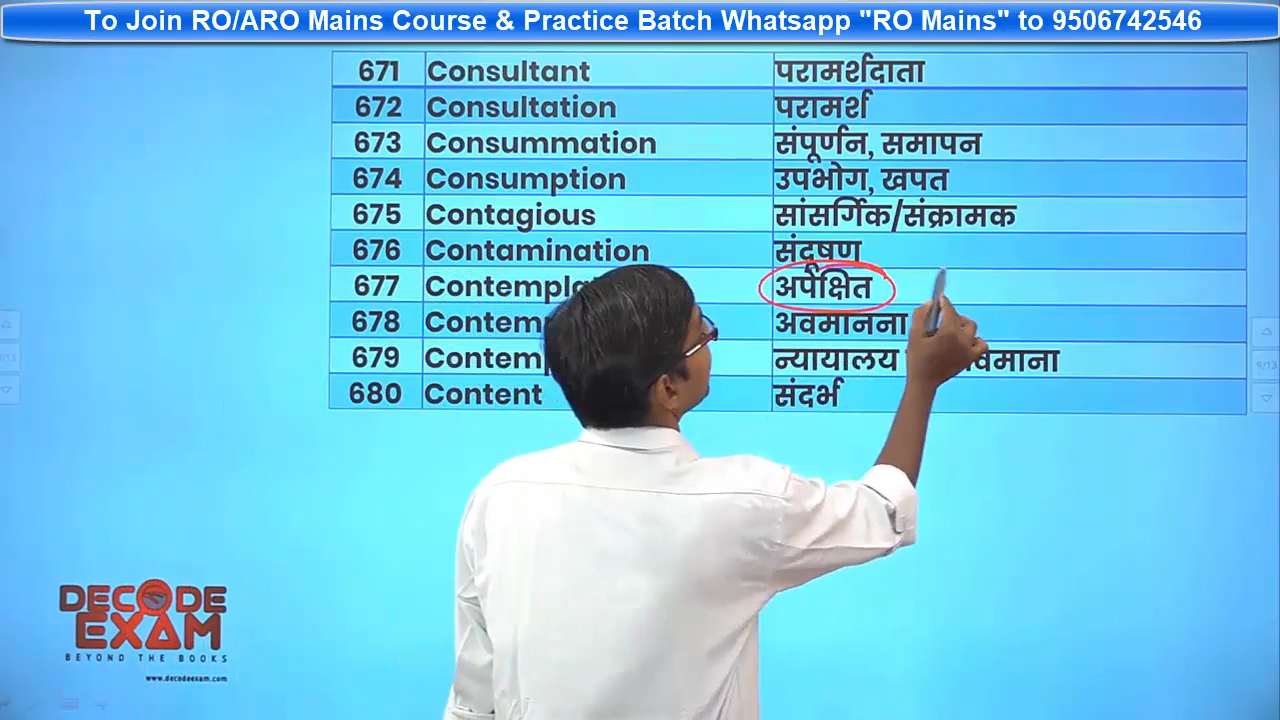 To Join RO/ARO Mains Course & Practice Batch Whatsapp "RO Mains" to 9506742546
671 Consultant परामर्शदाता
672 Consultation परामर्श
673 Consummation संपूर्णन, समापन
674 Consumption उपभोग, खपत
675 Contagious सांसर्गिक/संक्रामक
676 Contamination संदूषण
677 अपेक्षित
678 अवमानना
679 न्यायालय
680 Content संदर्भ
DECODE
EXAM
BEYOND THE BOOKS
www.decodeexam.com